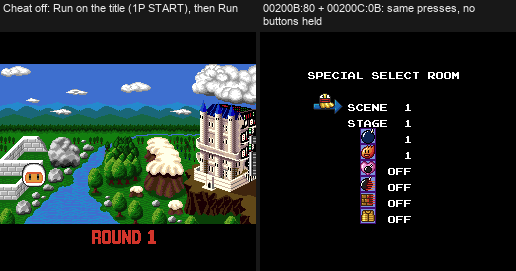 Cheat off: Run on the title (1P START), then Run
ROUND 1
00200B:80 + 00200C:0B: same presses, no
buttons held
SPECIAL SELECT ROOM
SCENE 1
STAGE 1
1
1
OFF
OFF
OFF
OFF